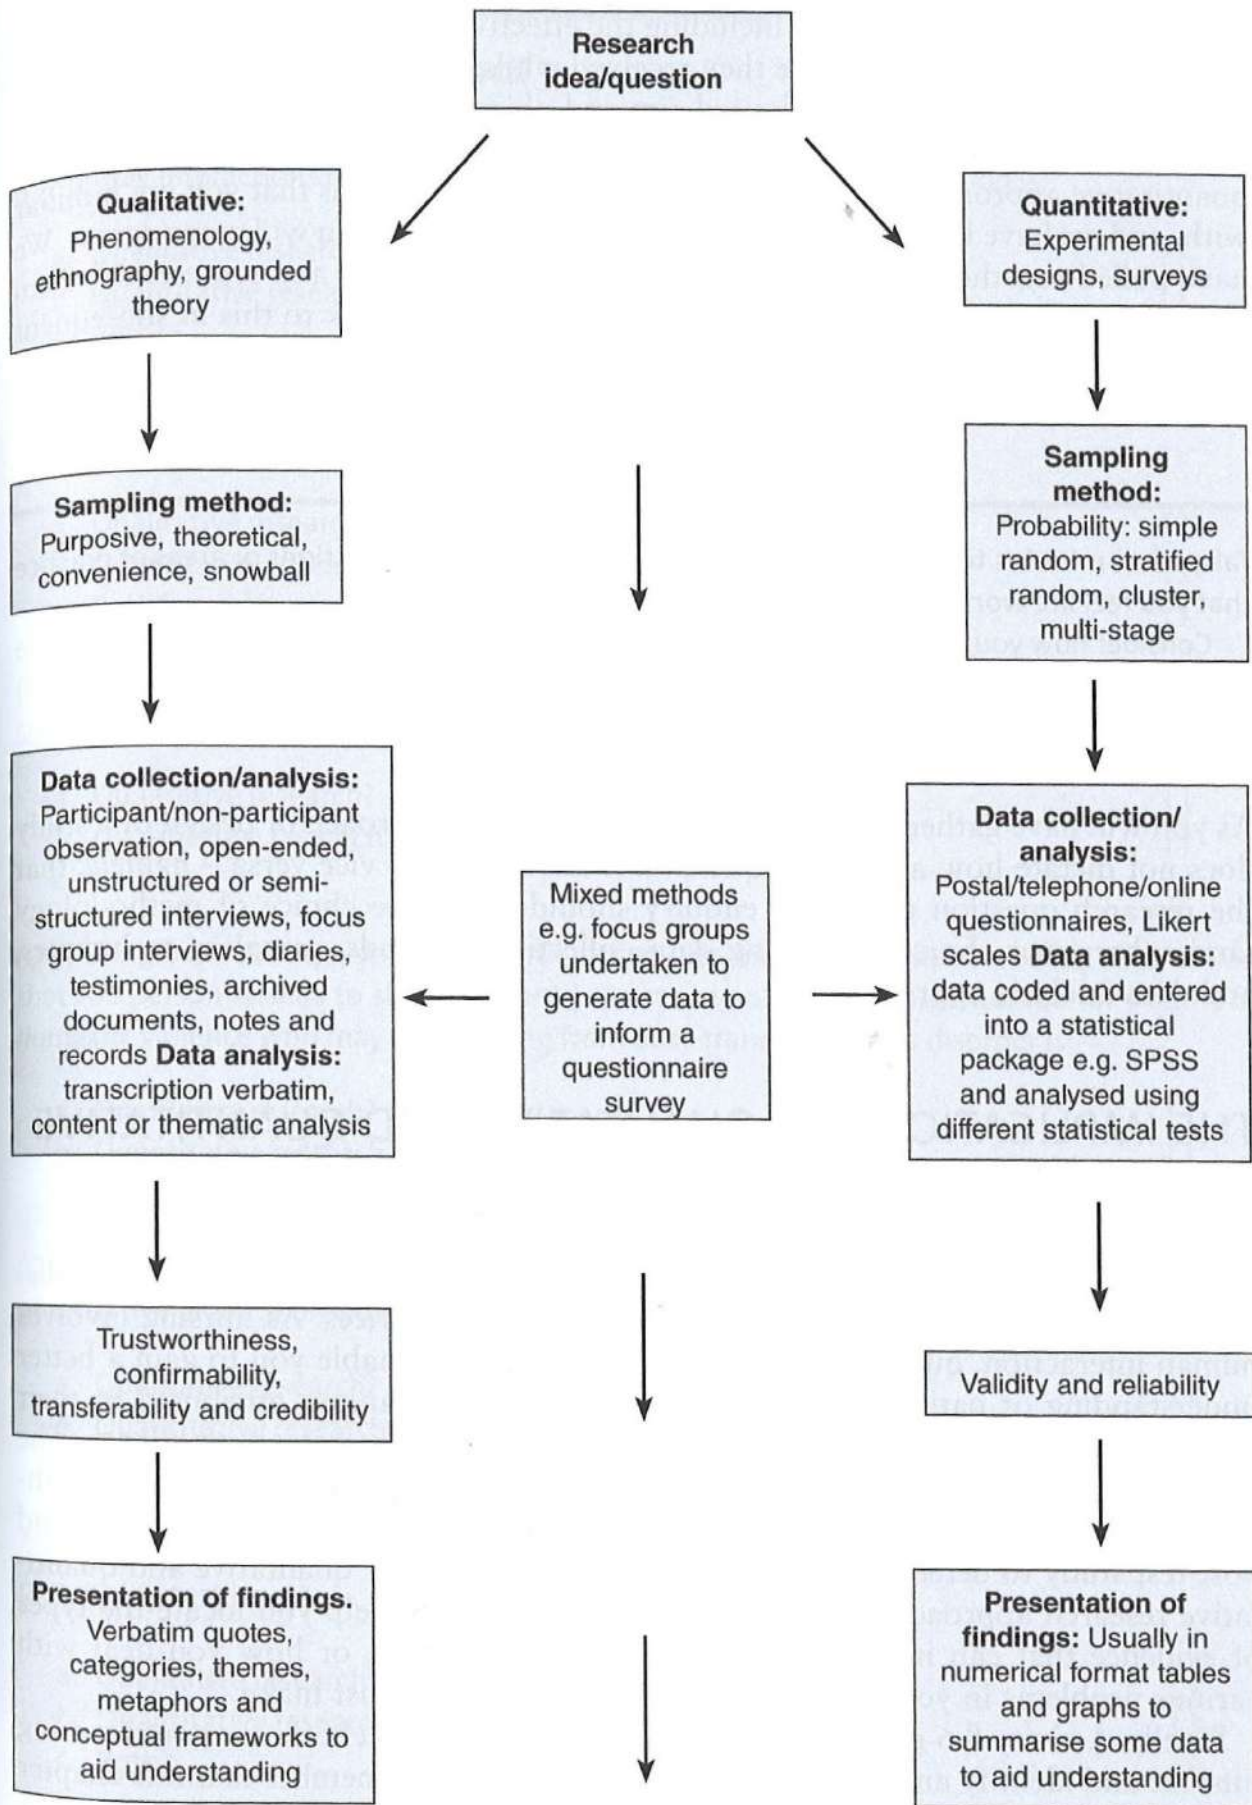 Research
idea/question
Qualitative:
Phenomenology,
ethnography, grounded
theory
Quantitative:
Experimental
designs, surveys
Sampling method:
Purposive, theoretical,
convenience, snowball
Sampling
method:
Probability: simple
random, stratified
random, cluster,
multi-stage
Data collection/analysis:
Participant/non-participant
observation, open-ended,
unstructured or semi-
structured interviews, focus
group interviews, diaries,
testimonies, archived
documents, notes and
records Data analysis:
transcription verbatim,
content or thematic analysis
Mixed methods
e.g. focus groups
undertaken to
generate data to
inform a
questionnaire
survey
Data collection/
analysis:
Postal/telephone/online
questionnaires, Likert
scales Data analysis:
data coded and entered
into a statistical
package e.g. SPSS
and analysed using
different statistical tests
Trustworthiness,
confirmability,
transferability and credibility
Validity and reliability
Presentation of findings.
Verbatim quotes,
categories, themes,
metaphors and
conceptual frameworks to
aid understanding
Presentation of
findings: Usually in
numerical format tables
and graphs to
summarise some data
to aid understanding